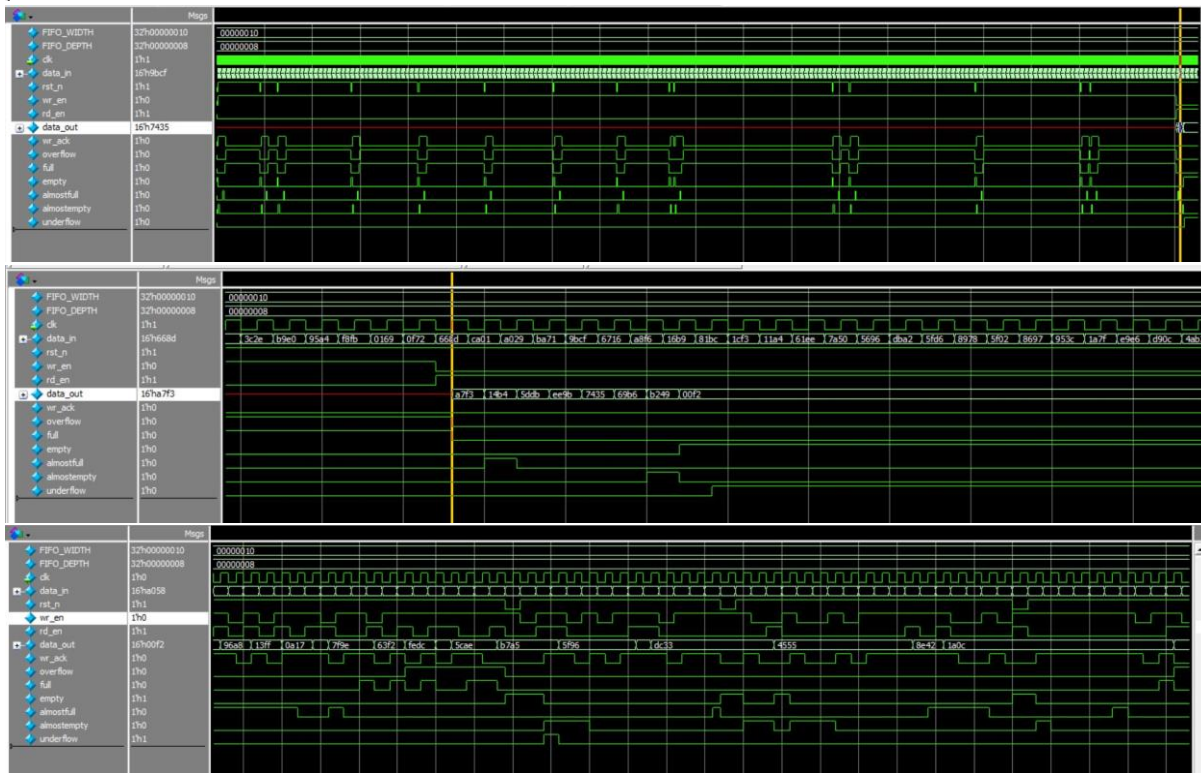 Msgs
FIFO_WIDTH 32'h00000010 00000010
FIFO_DEPTH 32'h00000008 00000008
clk 1'h1
data_in 16'h9bcf
rst_n 1'h1
wr_en 1'h0
rd_en 1'h1
data_out 16'h7435
wr_ack 1'h0
overflow 1'h0
full 1'h0
empty 1'h0
almostfull 1'h0
almostempty 1'h0
underflow 1'h0
Msgs
FIFO_WIDTH 32'h00000010 00000010
FIFO_DEPTH 32'h00000008 00000008
clk 1'h1
data_in 16'h668d 3c2e b9e0 95a4 f8fb 0169 0f72 668d ca01 a029 ba71 9bcf 6716 a8f6 16b9 81bc 1cf3 11a4 61ee 7a50 5696 dba2 5fd6 8978 5f02 8697 953c 1a7f e9e6 d90c 4ab
rst_n 1'h1
wr_en 1'h0
rd_en 1'h1
data_out 16'ha7f3 a7f3 14b4 5ddb ee9b 7435 69b6 b249 00f2
wr_ack 1'h0
overflow 1'h0
full 1'h0
empty 1'h0
almostfull 1'h0
almostempty 1'h0
underflow 1'h0
Msgs
FIFO_WIDTH 32'h00000010 00000010
FIFO_DEPTH 32'h00000008 00000008
clk 1'h0
data_in 16'ha058
rst_n 1'h1
wr_en 1'h0
rd_en 1'h1
data_out 16'h00f2 96a8 13ff 0a17 7f9e 63f2 fedc 5cae b7a5 5f96 dc33 4555 8e42 1a0c
wr_ack 1'h0
overflow 1'h0
full 1'h0
empty 1'h1
almostfull 1'h0
almostempty 1'h0
underflow 1'h1